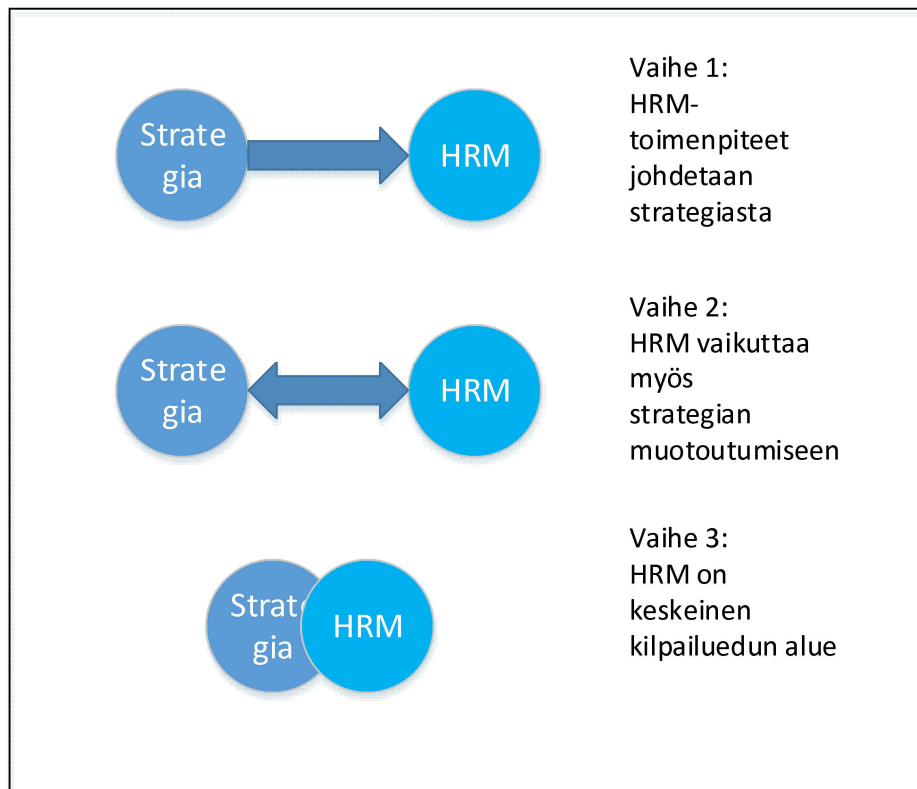 Strate
gia
HRM
Vaihe 1:
HRM-
toimenpiteet
johdetaan
strategiasta
Strate
gia
HRM
Vaihe 2:
HRM vaikuttaa
myös
strategian
muotoutumiseen
Strate
gia
HRM
Vaihe 3:
HRM on
keskeinen
kilpailuedun alue